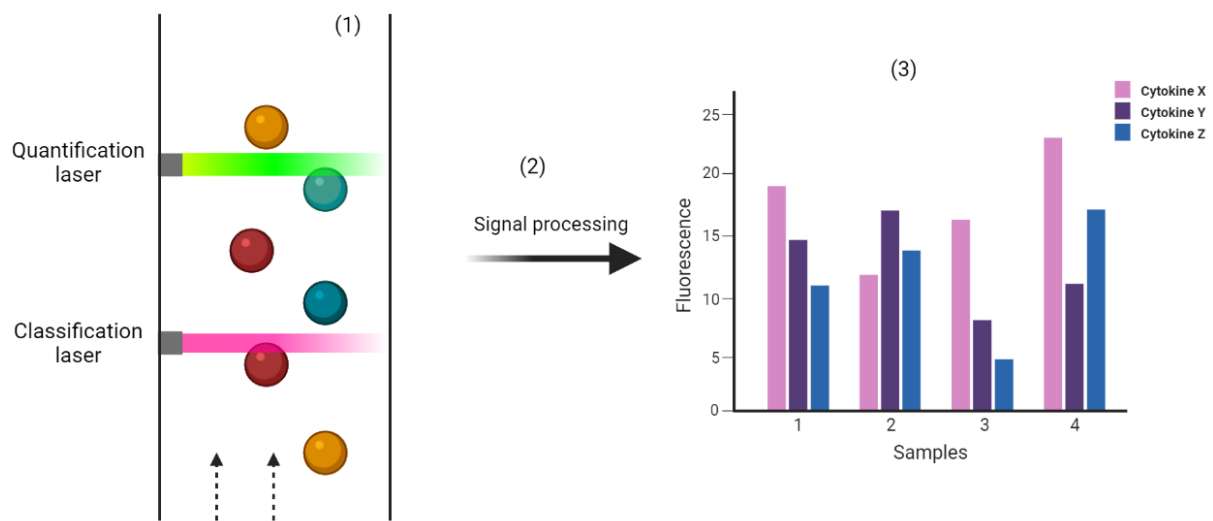 (1)
Quantification
laser
Classification
laser
(2)
Signal processing
(3)
Cytokine X
Cytokine Y
Cytokine Z
Fluorescence
25
20
15
10
5
0
1 2 3 4
Samples